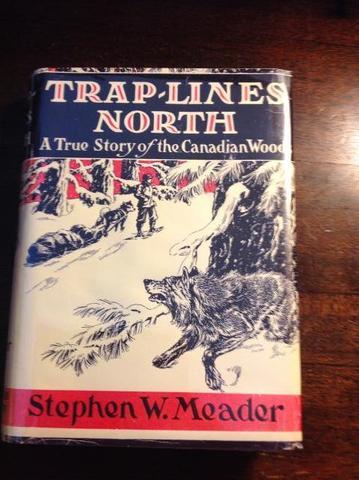 TRAP-LINES
NORTH
A True Story of the Canadian Woods
Stephen W. Meader